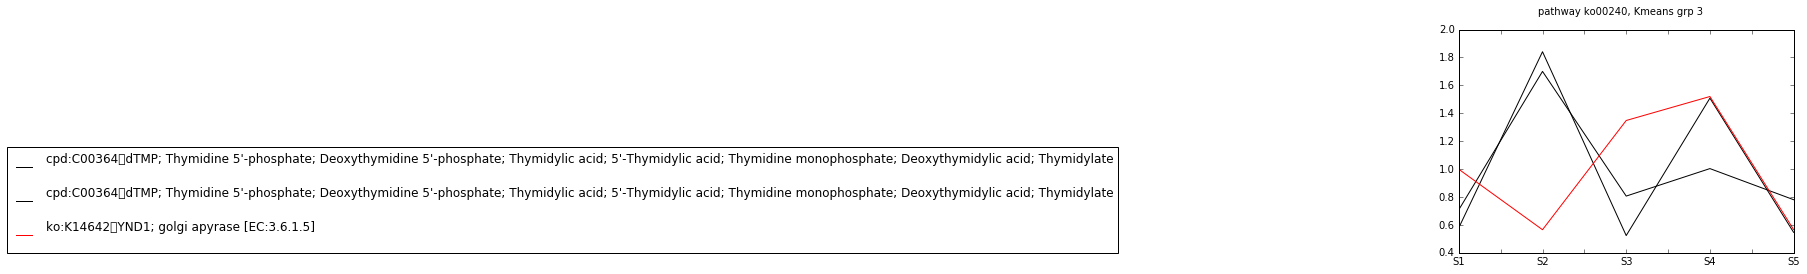 pathway ko00240, Kmeans grp 3
2.0
1.8
1.6
1.4
1.2
1.0
0.8
0.6
0.4
S1 S2 S3 S4 S5
cpd:C00364▯dTMP; Thymidine 5'-phosphate; Deoxythymidine 5'-phosphate; Thymidylic acid; 5'-Thymidylic acid; Thymidine monophosphate; Deoxythymidylic acid; Thymidylate
cpd:C00364▯dTMP; Thymidine 5'-phosphate; Deoxythymidine 5'-phosphate; Thymidylic acid; 5'-Thymidylic acid; Thymidine monophosphate; Deoxythymidylic acid; Thymidylate
ko:K14642▯YND1; golgi apyrase [EC:3.6.1.5]